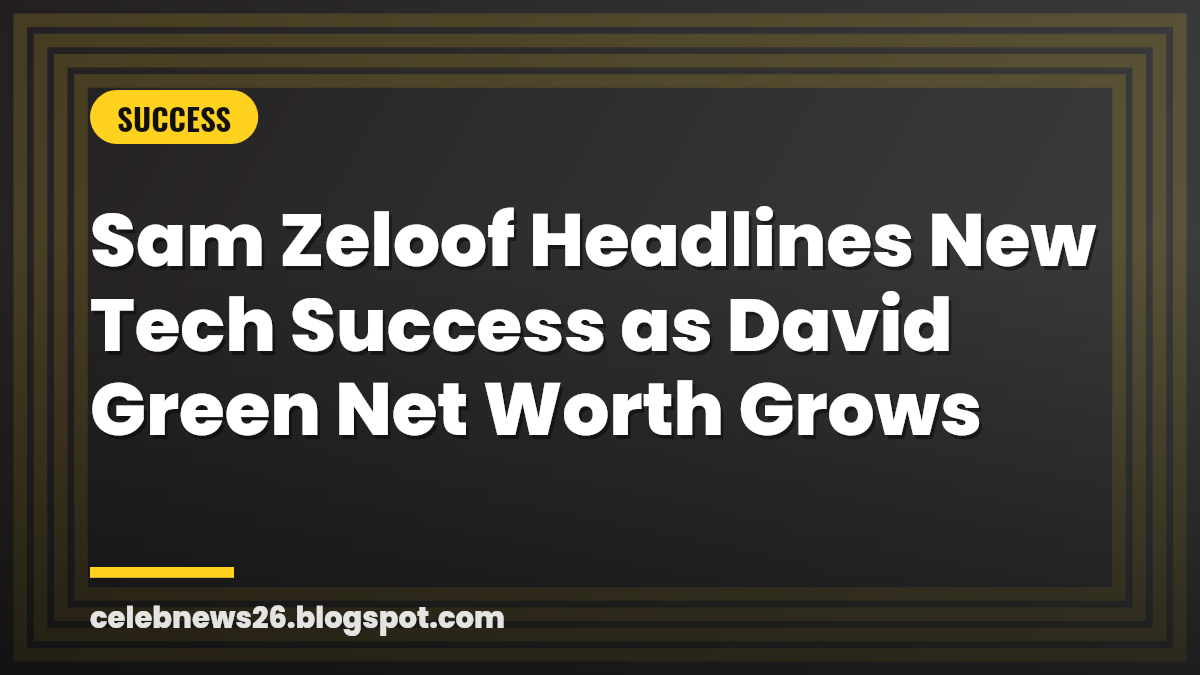 SUCCESS
Sam Zeloof Headlines New
Tech Success as David
Green Net Worth Grows
celebnews26.blogspot.com